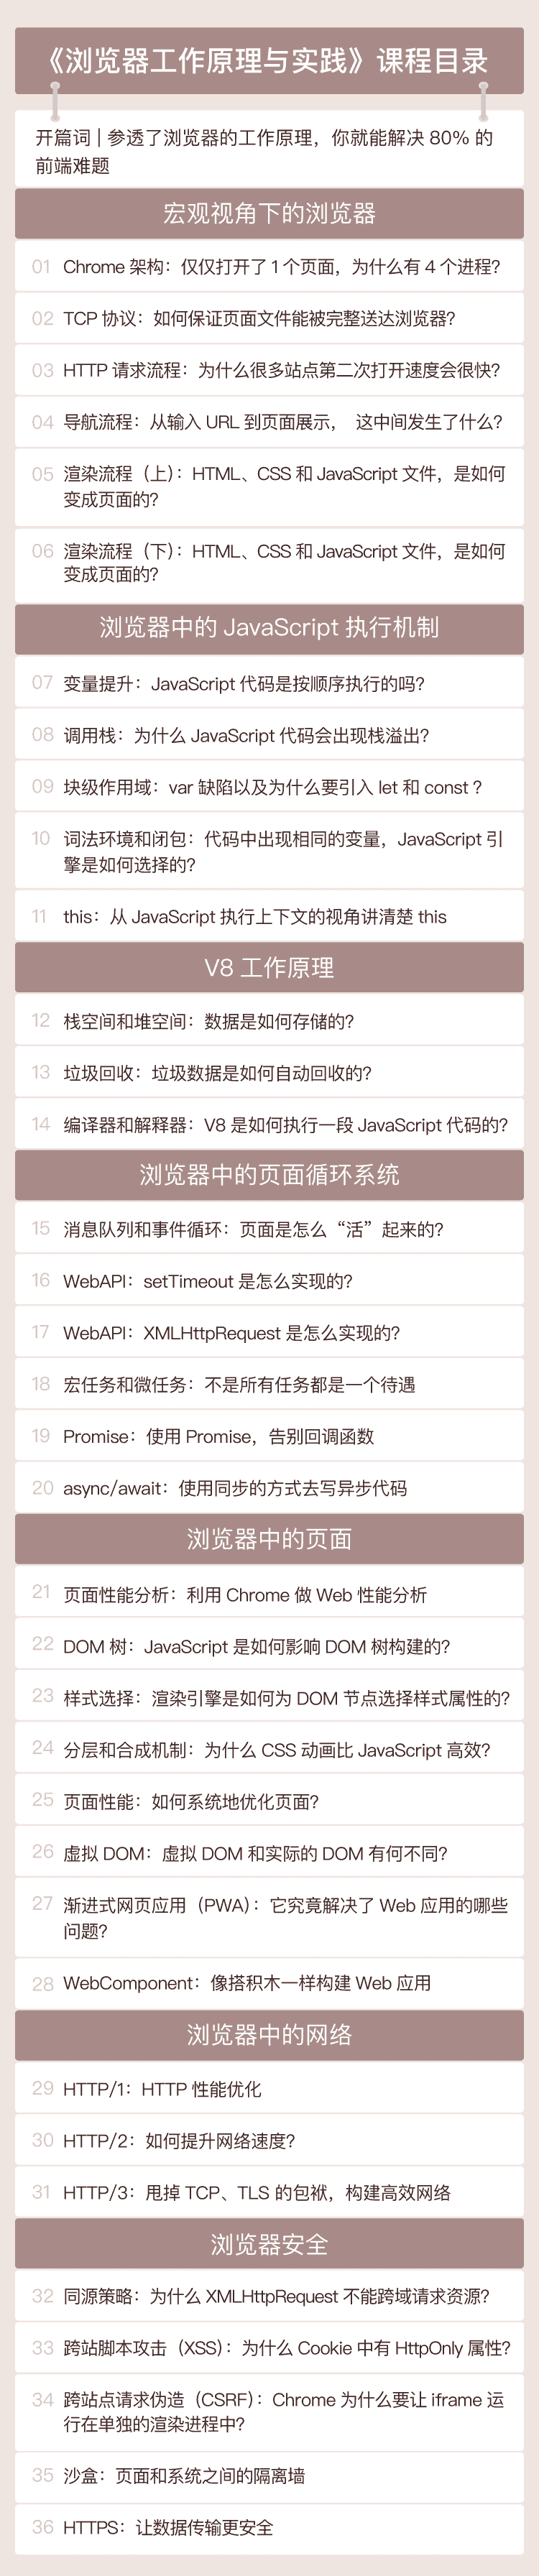 《浏览器工作原理与实践》课程目录
开篇词 | 参透了浏览器的工作原理，你就能解决 80% 的
前端难题
宏观视角下的浏览器
01 Chrome 架构：仅仅打开了 1 个页面，为什么有 4 个进程？
02 TCP 协议：如何保证页面文件能被完整送达浏览器？
03 HTTP 请求流程：为什么很多站点第二次打开速度会很快？
04 导航流程：从输入 URL 到页面展示， 这中间发生了什么？
05 渲染流程（上）：HTML、CSS 和 JavaScript 文件，是如何
变成页面的？
06 渲染流程（下）：HTML、CSS 和 JavaScript 文件，是如何
变成页面的？
浏览器中的 JavaScript 执行机制
07 变量提升：JavaScript 代码是按顺序执行的吗？
08 调用栈：为什么 JavaScript 代码会出现栈溢出？
09 块级作用域：var 缺陷以及为什么要引入 let 和 const ?
10 词法环境和闭包：代码中出现相同的变量，JavaScript 引
擎是如何选择的？
11 this：从 JavaScript 执行上下文的视角讲清楚 this
V8 工作原理
12 栈空间和堆空间：数据是如何存储的？
13 垃圾回收：垃圾数据是如何自动回收的？
14 编译器和解释器：V8 是如何执行一段 JavaScript 代码的？
浏览器中的页面循环系统
15 消息队列和事件循环：页面是怎么“活”起来的？
16 WebAPI：setTimeout 是怎么实现的？
17 WebAPI：XMLHttpRequest 是怎么实现的？
18 宏任务和微任务：不是所有任务都是一个待遇
19 Promise：使用 Promise，告别回调函数
20 async/await：使用同步的方式去写异步代码
浏览器中的页面
21 页面性能分析：利用 Chrome 做 Web 性能分析
22 DOM 树：JavaScript 是如何影响 DOM 树构建的？
23 样式选择：渲染引擎是如何为 DOM 节点选择样式属性的？
24 分层和合成机制：为什么 CSS 动画比 JavaScript 高效？
25 页面性能：如何系统地优化页面？
26 虚拟 DOM：虚拟 DOM 和实际的 DOM 有何不同？
27 渐进式网页应用（PWA）：它究竟解决了 Web 应用的哪些
问题？
28 WebComponent：像搭积木一样构建 Web 应用
浏览器中的网络
29 HTTP/1：HTTP 性能优化
30 HTTP/2：如何提升网络速度？
31 HTTP/3：甩掉 TCP、TLS 的包袱，构建高效网络
浏览器安全
32 同源策略：为什么 XMLHttpRequest 不能跨域请求资源？
33 跨站脚本攻击（XSS）：为什么 Cookie 中有 HttpOnly 属性？
34 跨站点请求伪造（CSRF）：Chrome 为什么要让 iframe 运
行在单独的渲染进程中？
35 沙盒：页面和系统之间的隔离墙
36 HTTPS：让数据传输更安全